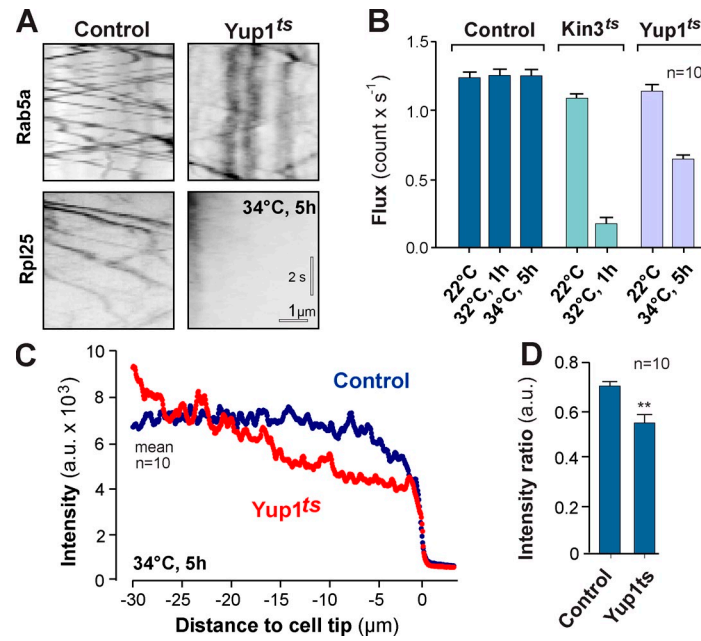 A
Control
Yup1ts
Rab5a
Rpl25
34°C, 5h
2 s
1µm
B
Control
Kin3ts
Yup1ts
n=10
Flux (count x s-1)
1.5
1.0
0.5
0.0
22°C
32°C, 1h
34°C, 5h
22°C
32°C, 1h
22°C
34°C, 5h
C
Intensity (a.u. x 10³)
10
8
6
4
2
0
Control
mean
n=10
Yup1ts
34°C, 5h
-30
-25
-20
-15
-10
-5
0
Distance to cell tip (µm)
D
n=10
Intensity ratio (a.u.)
0.8
0.6
0.4
0.8
0
**
Control
Yup1ts